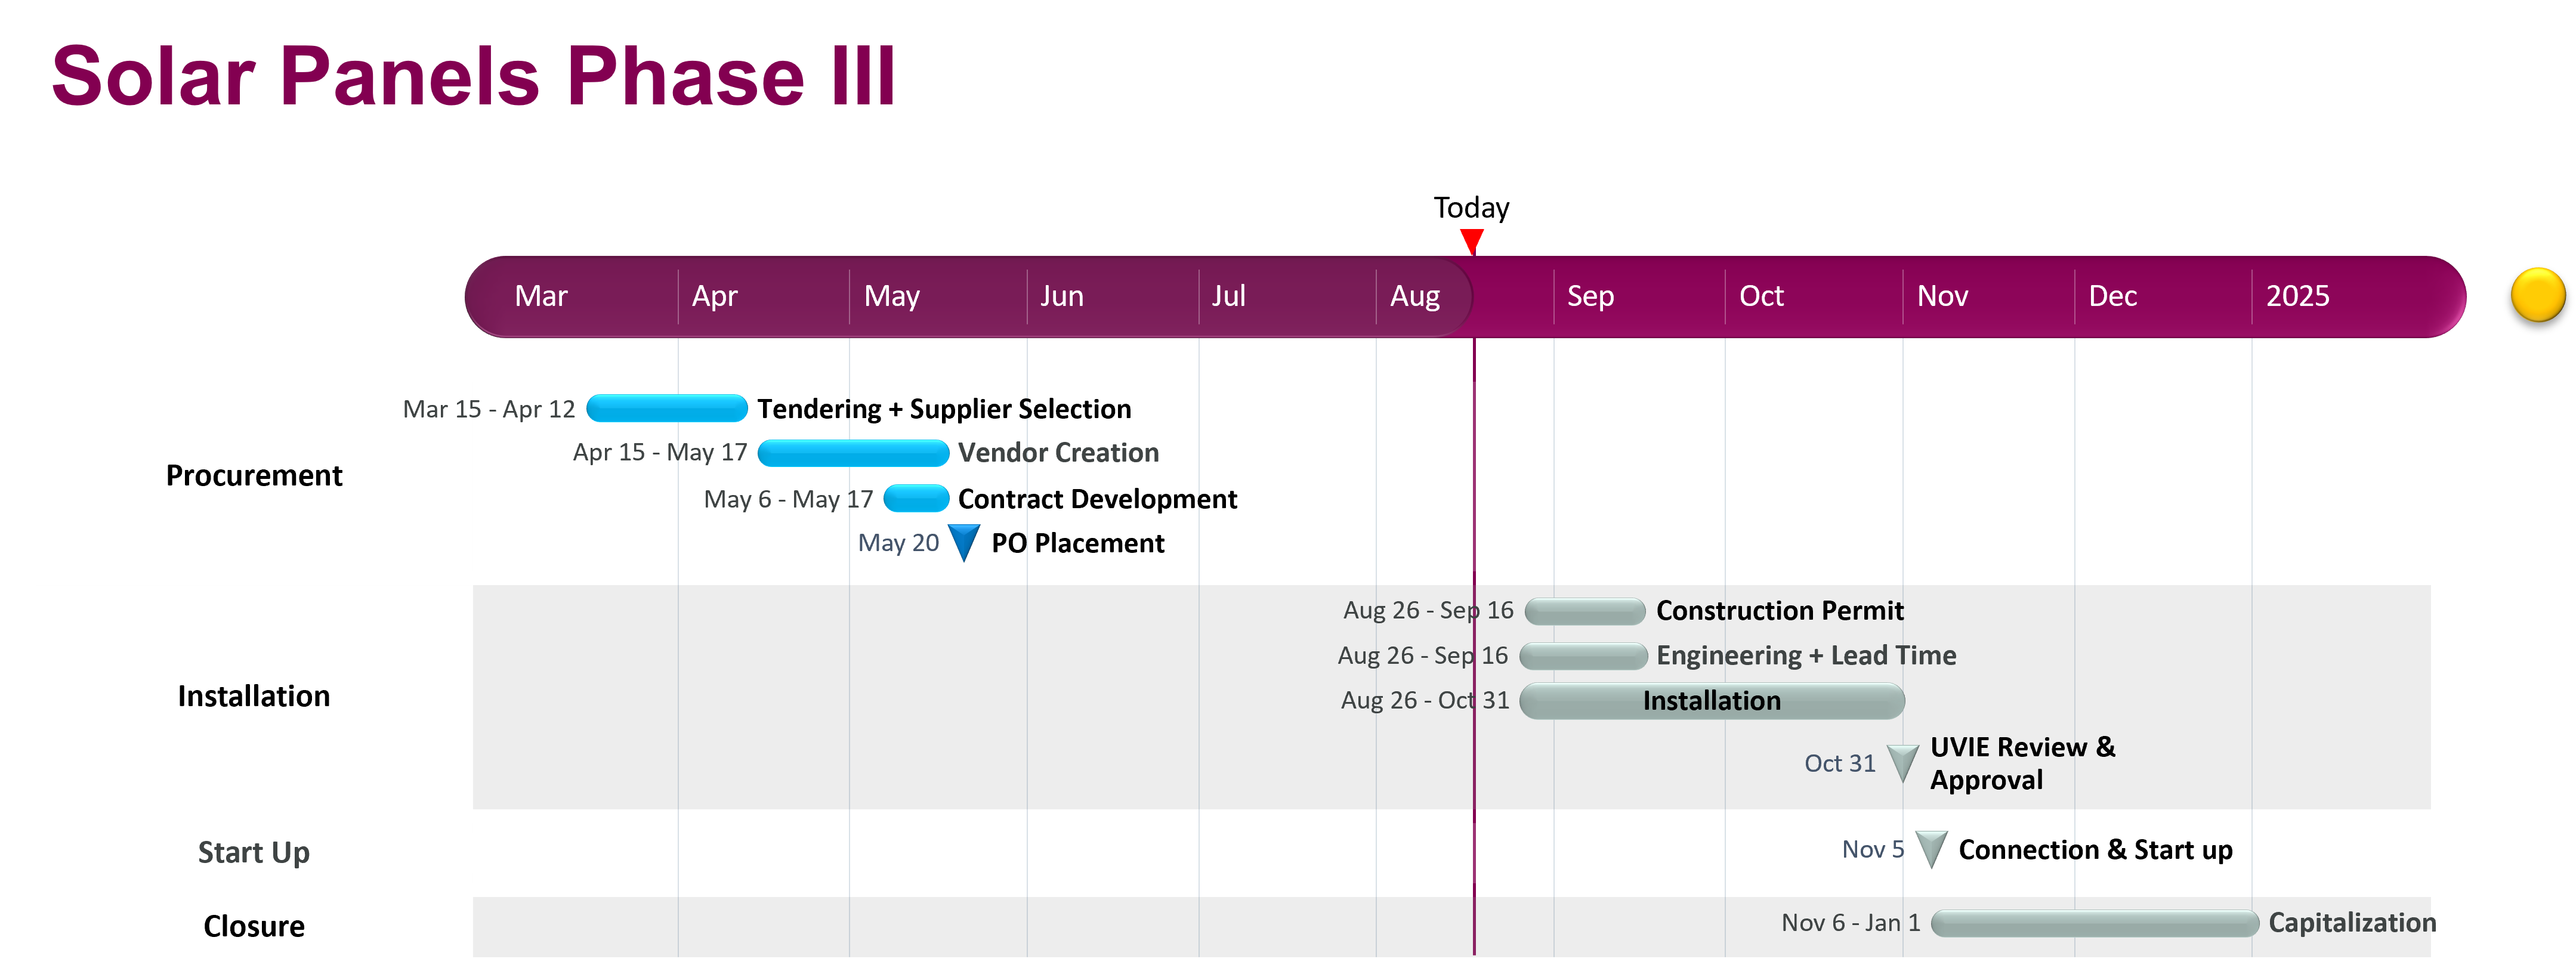 Solar Panels Phase III
Today
Mar Apr May Jun Jul Aug Sep Oct Nov Dec 2025
Procurement
Mar 15 - Apr 12 Tendering + Supplier Selection
Apr 15 - May 17 Vendor Creation
May 6 - May 17 Contract Development
May 20 PO Placement
Installation
Aug 26 - Sep 16 Construction Permit
Aug 26 - Sep 16 Engineering + Lead Time
Aug 26 - Oct 31 Installation
Oct 31 UVIE Review &
Approval
Start Up
Nov 5 Connection & Start up
Closure
Nov 6 - Jan 1 Capitalization